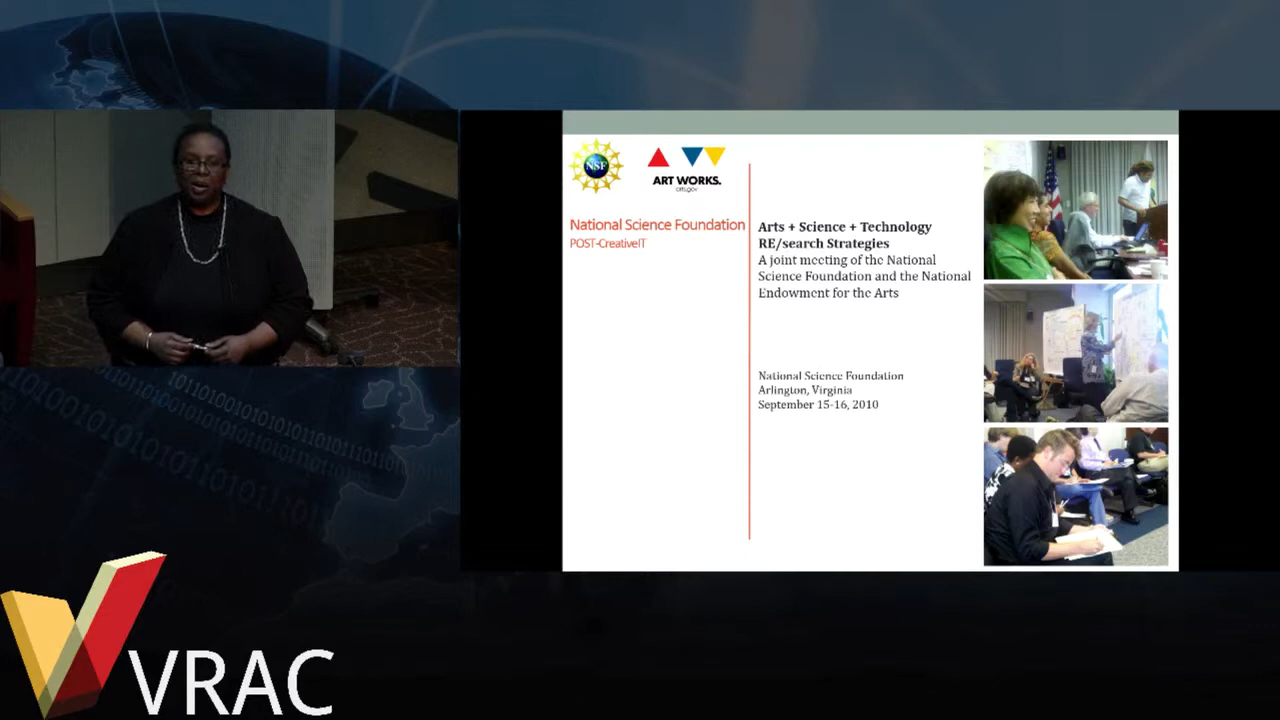 NSF
ART WORKS.
arts.gov
National Science Foundation
POST-CreativeIT
Arts + Science + Technology
RE/search Strategies
A joint meeting of the National
Science Foundation and the National
Endowment for the Arts
National Science Foundation
Arlington, Virginia
September 15-16, 2010
VRAC